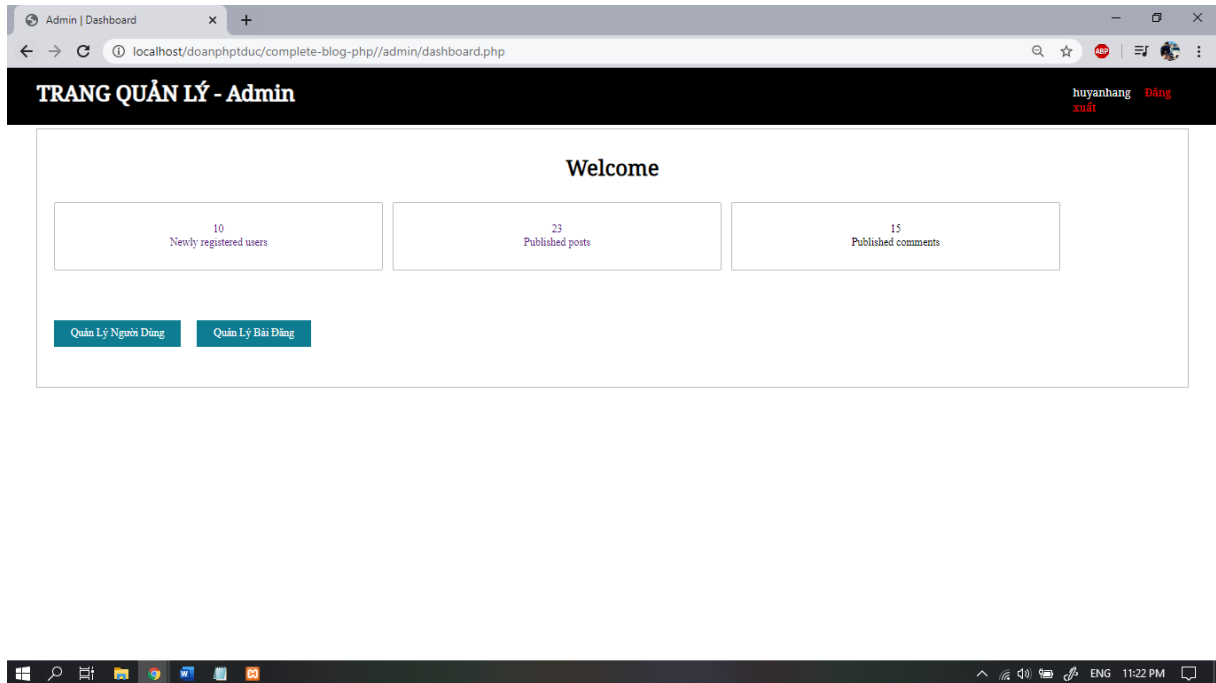 Admin | Dashboard
localhost/doanphptduc/complete-blog-php//admin/dashboard.php
ABP
TRANG QUẢN LÝ - Admin
huyanhang Đăng
xuất
Welcome
10
Newly registered users
23
Published posts
15
Published comments
Quản Lý Người Dùng
Quản Lý Bài Đăng
ENG 11:22 PM